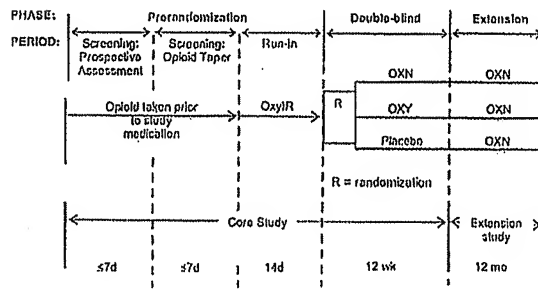 PHASE: Prerandomization Double-blind Extension
PERIOD: Screening: Prospective Assessment Screening: Opioid Taper Run-In
OXN OXN
Opioid taken prior to study medication OxyIR R OXY OXN
Placebo OXN
R = randomization
Core Study Extension study
≤7d ≤7d 14d 12 wk 12 mo